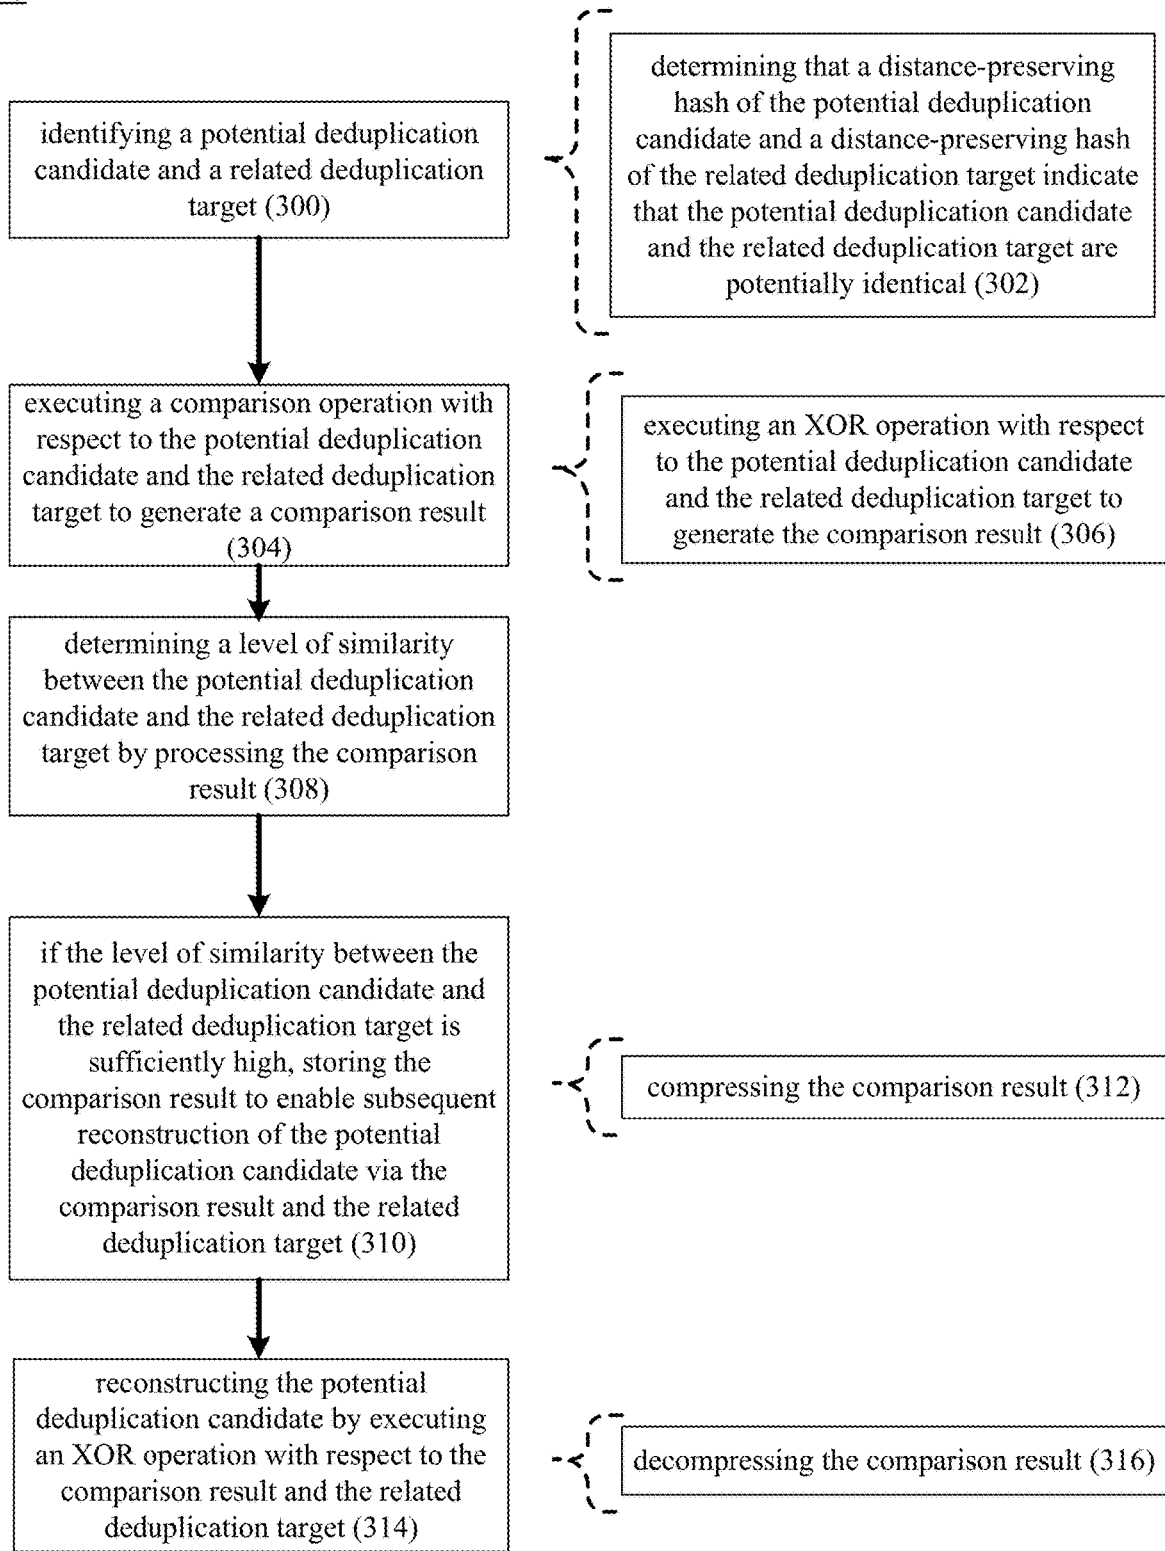 identifying a potential deduplication
candidate and a related deduplication
target (300)
determining that a distance-preserving
hash of the potential deduplication
candidate and a distance-preserving hash
of the related deduplication target indicate
that the potential deduplication candidate
and the related deduplication target are
potentially identical (302)
executing a comparison operation with
respect to the potential deduplication
candidate and the related deduplication
target to generate a comparison result
(304)
executing an XOR operation with respect
to the potential deduplication candidate
and the related deduplication target to
generate the comparison result (306)
determining a level of similarity
between the potential deduplication
candidate and the related deduplication
target by processing the comparison
result (308)
if the level of similarity between the
potential deduplication candidate and
the related deduplication target is
sufficiently high, storing the
comparison result to enable subsequent
reconstruction of the potential
deduplication candidate via the
comparison result and the related
deduplication target (310)
compressing the comparison result (312)
reconstructing the potential
deduplication candidate by executing
an XOR operation with respect to the
comparison result and the related
deduplication target (314)
decompressing the comparison result (316)